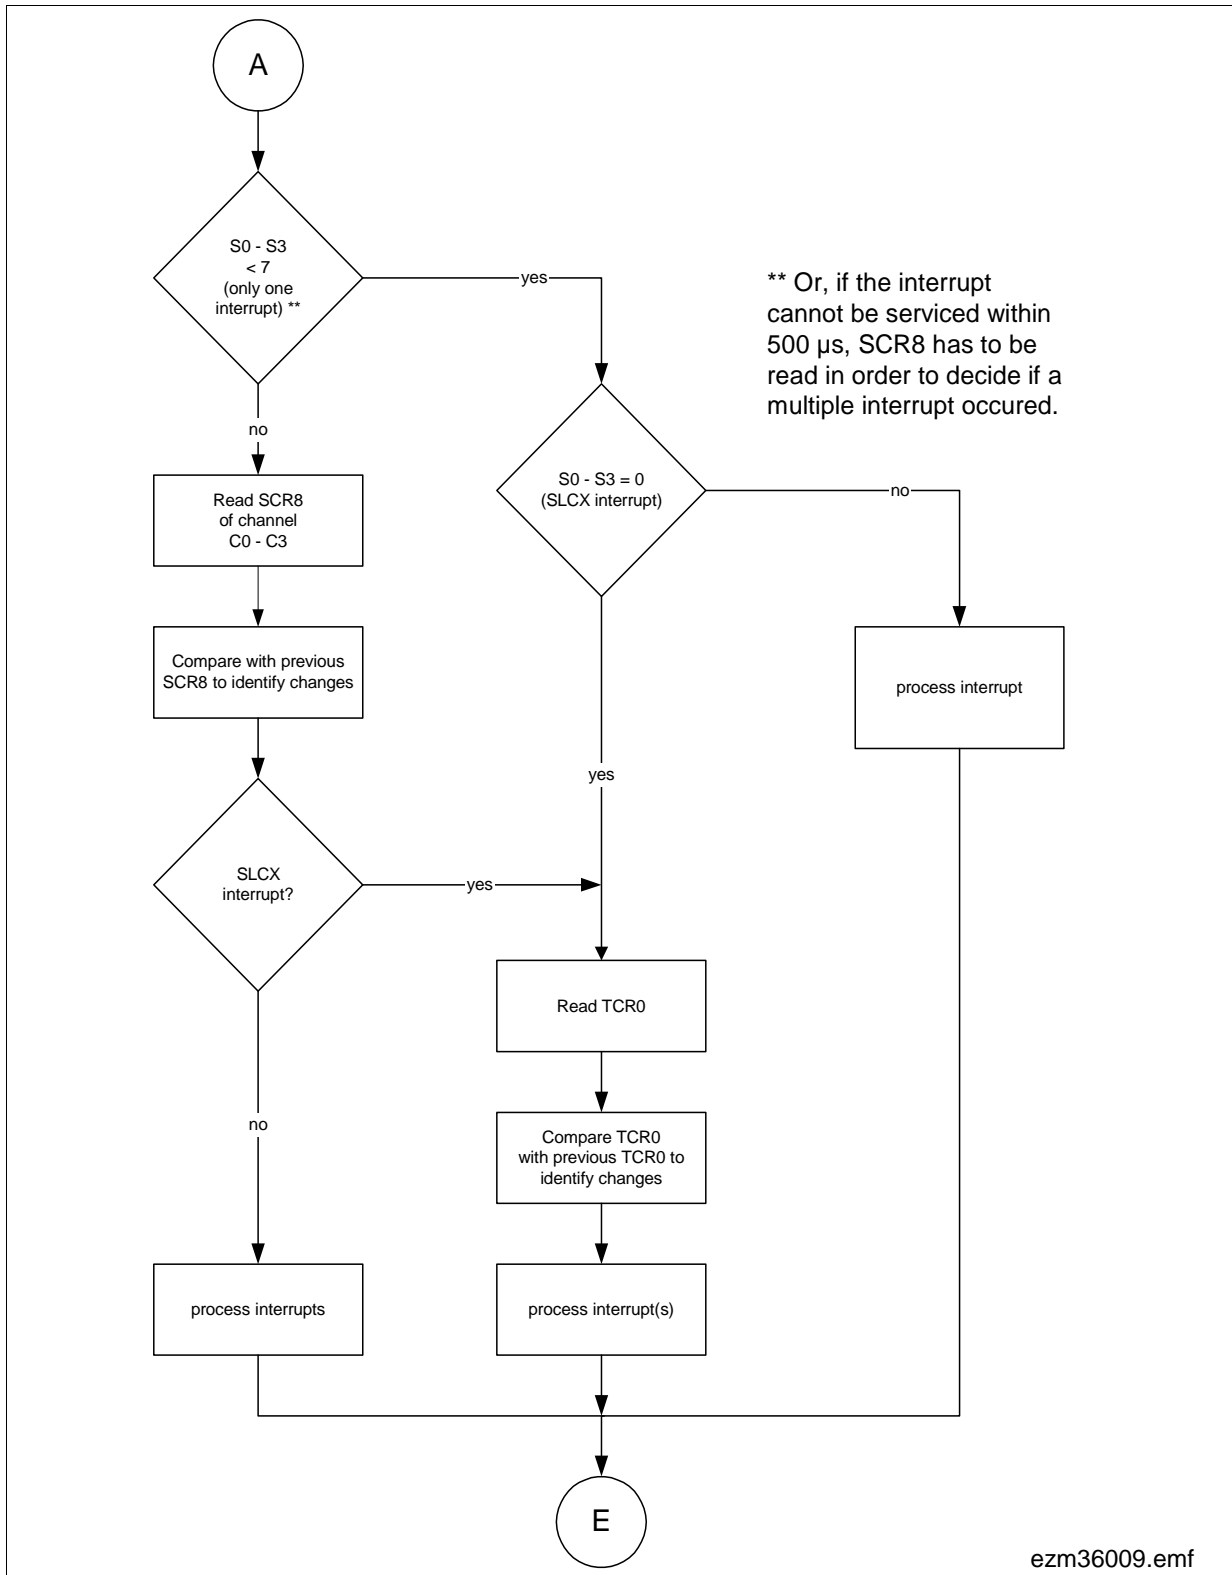 A
S0 - S3
< 7
(only one
interrupt) **
yes
** Or, if the interrupt
cannot be serviced within
500 µs, SCR8 has to be
read in order to decide if a
multiple interrupt occured.
no
Read SCR8
of channel
C0 - C3
S0 - S3 = 0
(SLCX interrupt)
no
Compare with previous
SCR8 to identify changes
process interrupt
yes
SLCX
interrupt?
yes
Read TCR0
no
Compare TCR0
with previous TCR0 to
identify changes
process interrupts
process interrupt(s)
E
ezm36009.emf